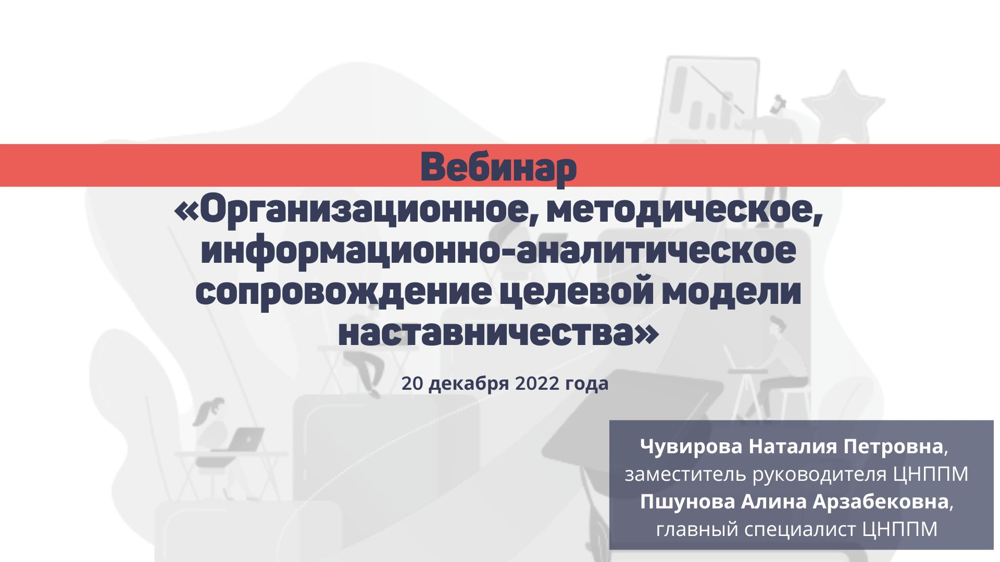 Вебинар
«Организационное, методическое,
информационно-аналитическое
сопровождение целевой модели
наставничества»
20 декабря 2022 года
Чувирова Наталия Петровна,
заместитель руководителя ЦНППМ
Пшунова Алина Арзабековна,
главный специалист ЦНППМ